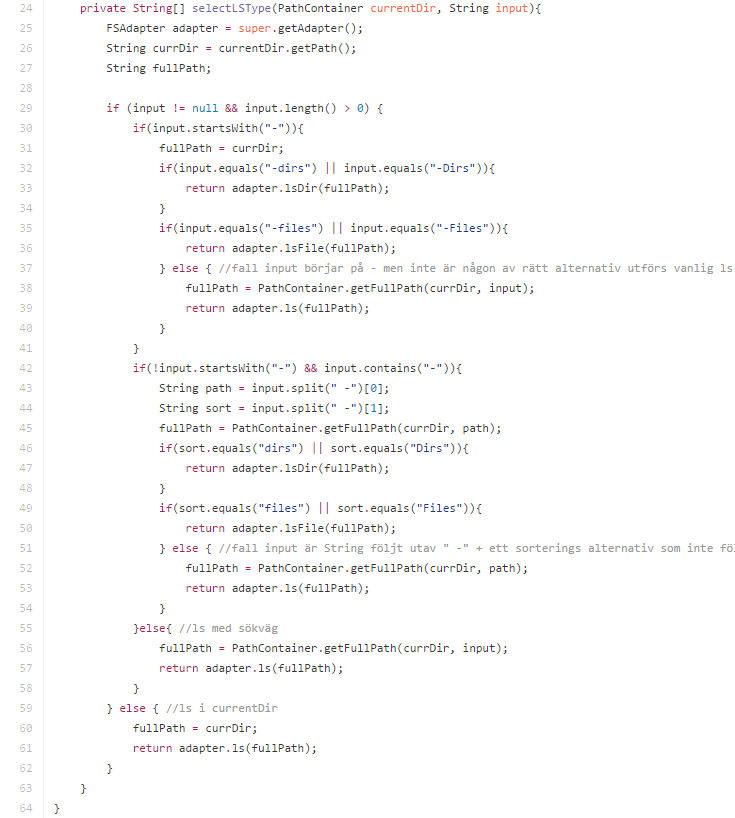 24 private String[] selectLSType(PathContainer currentDir, String input){
25 FSAdapter adapter = super.getAdapter();
26 String currDir = currentDir.getPath();
27 String fullPath;
28
29 if (input != null && input.length() > 0) {
30 if(input.startsWith("-")){
31 fullPath = currDir;
32 if(input.equals("-dirs") || input.equals("-Dirs")){
33 return adapter.lsDir(fullPath);
34 }
35 if(input.equals("-files") || input.equals("-Files")){
36 return adapter.lsFile(fullPath);
37 } else { //fall input börjar på - men inte är någon av rätt alternativ utförs vanlig ls
38 fullPath = PathContainer.getFullPath(currDir, input);
39 return adapter.ls(fullPath);
40 }
41 }
42 if(!input.startsWith("-") && input.contains("-")){
43 String path = input.split(" -")[0];
44 String sort = input.split(" -")[1];
45 fullPath = PathContainer.getFullPath(currDir, path);
46 if(sort.equals("dirs") || sort.equals("Dirs")){
47 return adapter.lsDir(fullPath);
48 }
49 if(sort.equals("files") || sort.equals("Files")){
50 return adapter.lsFile(fullPath);
51 } else { //fall input är String följt utav " -" + ett sorterings alternativ som inte
52 fullPath = PathContainer.getFullPath(currDir, path);
53 return adapter.ls(fullPath);
54 }
55 }else{ //ls med sökväg
56 fullPath = PathContainer.getFullPath(currDir, input);
57 return adapter.ls(fullPath);
58 }
59 } else { //ls i currentDir
60 fullPath = currDir;
61 return adapter.ls(fullPath);
62 }
63 }
64 }